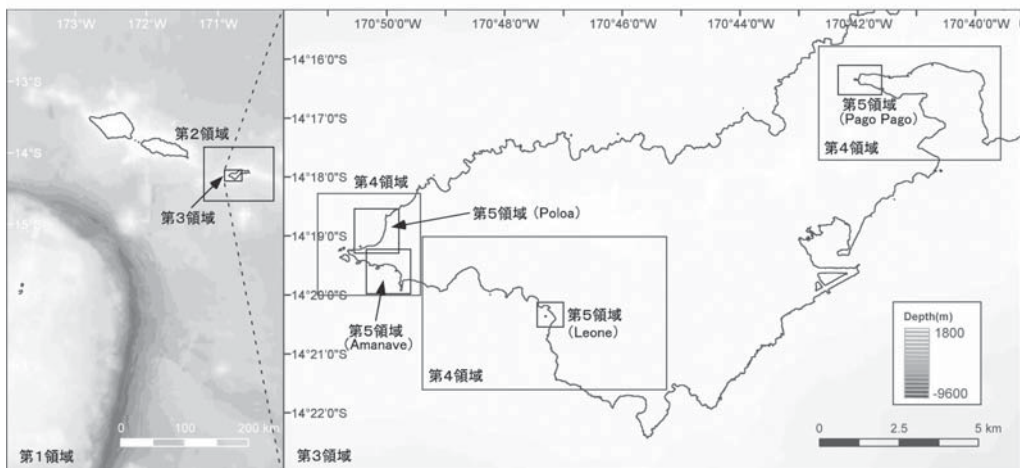 173°W 172°W 171°W
170°50'0"W 170°48'0"W 170°46'0"W 170°44'0"W 170°42'0"W 170°40'0"W
13°S
14°S
15°S
第2領域
第3領域
0 100 200 km
第1領域
14°16'0"S
14°17'0"S
14°18'0"S
14°19'0"S
14°20'0"S
14°21'0"S
14°22'0"S
第5領域
(Pago Pago)
第4領域
第4領域
第5領域 (Poloa)
第5領域
(Amanave)
第5領域
(Leone)
第4領域
Depth(m)
1800
-9600
0 2.5 5 km
第3領域